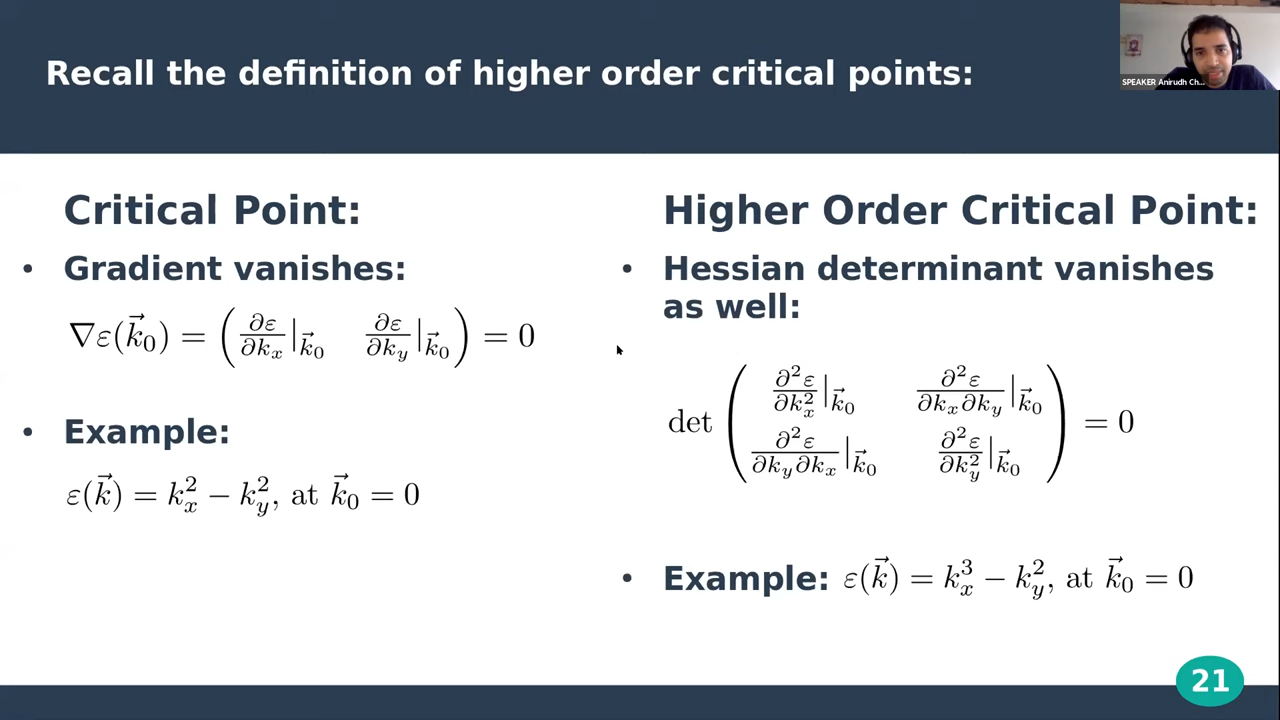 Recall the definition of higher order critical points:
SPEAKER Anirudh Ch...
Critical Point:
• Gradient vanishes:
∇ε(k⃗₀) = (∂ε/∂kₓ|k⃗₀ ∂ε/∂k_y|k⃗₀) = 0
• Example:
ε(k⃗) = kₓ² − k_y², at k⃗₀ = 0
Higher Order Critical Point:
• Hessian determinant vanishes
as well:
det (∂²ε/∂kₓ²|k⃗₀ ∂²ε/∂kₓ∂k_y|k⃗₀
∂²ε/∂k_y∂kₓ|k⃗₀ ∂²ε/∂k_y²|k⃗₀) = 0
• Example: ε(k⃗) = kₓ³ − k_y², at k⃗₀ = 0
21